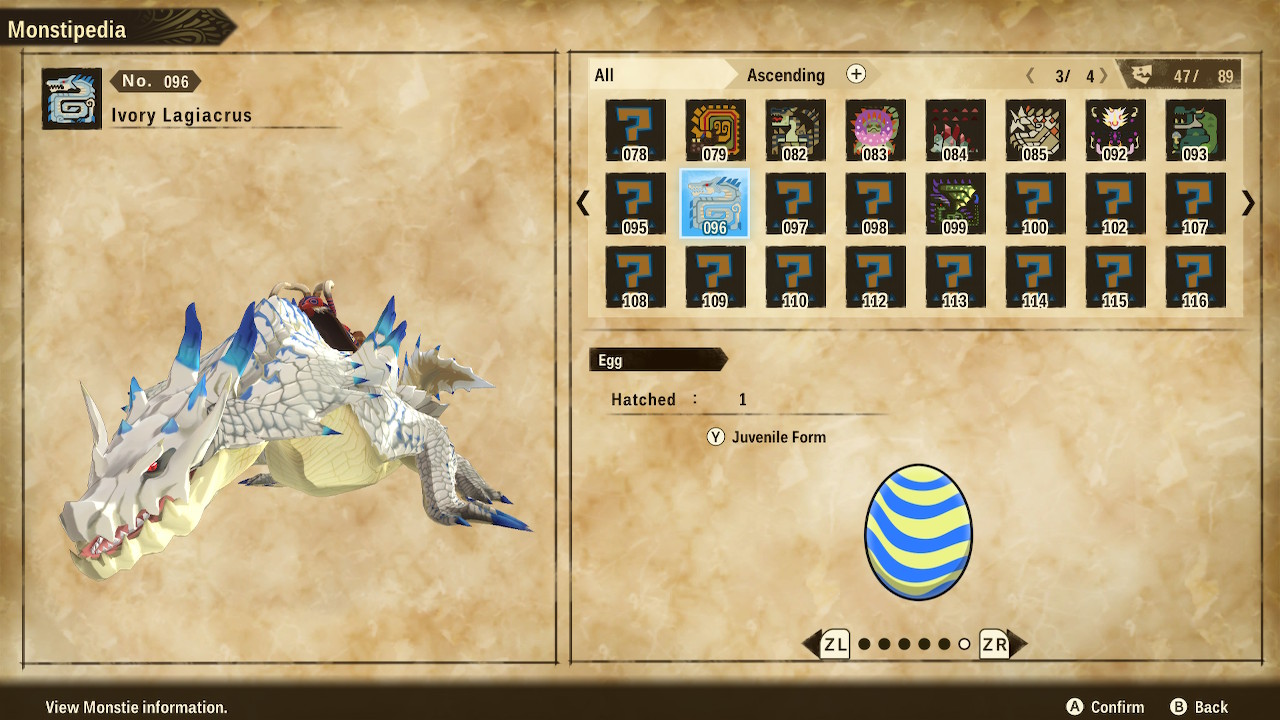 Monstipedia
No. 096
Ivory Lagiacrus
All
Ascending
3/ 4
47/ 89
078 079 082 083 084 085 092 093
095 096 097 098 099 100 102 107
108 109 110 112 113 114 115 116
Egg
Hatched : 1
Y Juvenile Form
ZL ZR
View Monstie information.
A Confirm B Back